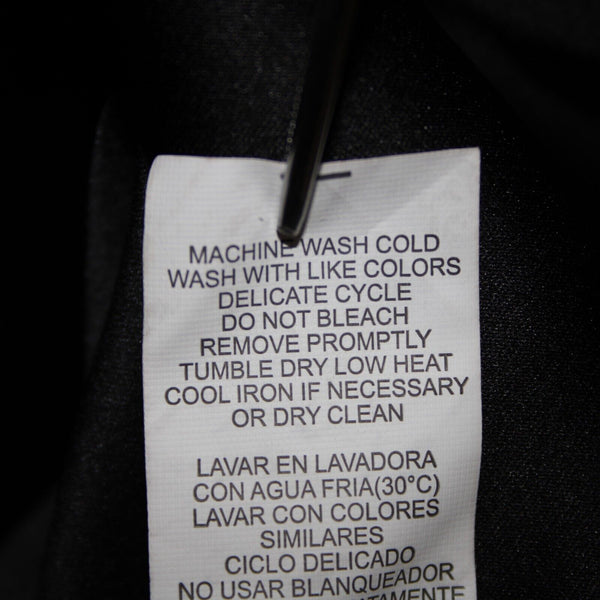 MACHINE WASH COLD
WASH WITH LIKE COLORS
DELICATE CYCLE
DO NOT BLEACH
REMOVE PROMPTLY
TUMBLE DRY LOW HEAT
COOL IRON IF NECESSARY
OR DRY CLEAN
LAVAR EN LAVADORA
CON AGUA FRIA(30°C)
LAVAR CON COLORES
SIMILARES
CICLO DELICADO
NO USAR BLANQUEADOR